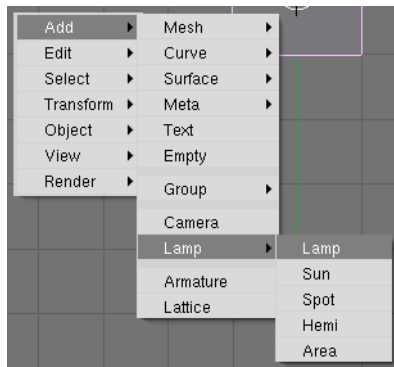 Add
Edit
Select
Transform
Object
View
Render
Mesh
Curve
Surface
Meta
Text
Empty
Group
Camera
Lamp
Armature
Lattice
Lamp
Sun
Spot
Hemi
Area